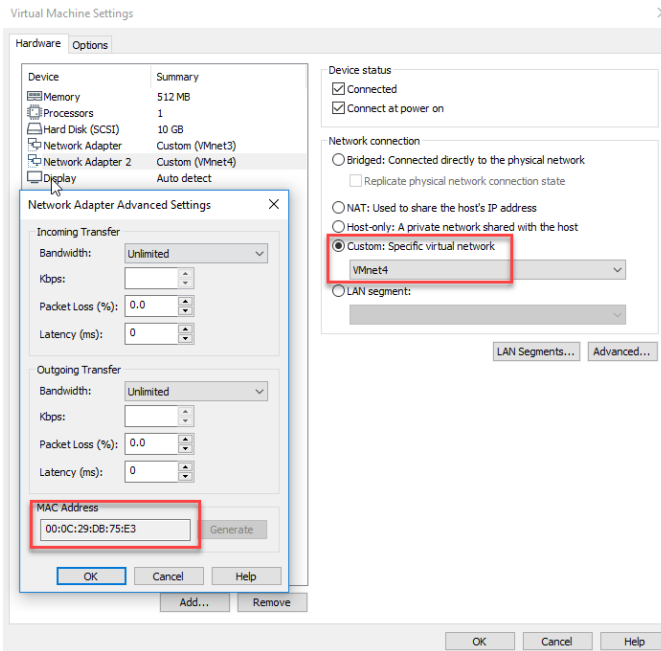 Virtual Machine Settings
Hardware Options
Device Summary
Memory 512 MB
Processors 1
Hard Disk (SCSI) 10 GB
Network Adapter Custom (VMnet3)
Network Adapter 2 Custom (VMnet4)
Display Auto detect
Network Adapter Advanced Settings
Incoming Transfer
Bandwidth: Unlimited
Kbps:
Packet Loss (%): 0.0
Latency (ms): 0
Outgoing Transfer
Bandwidth: Unlimited
Kbps:
Packet Loss (%): 0.0
Latency (ms): 0
MAC Address
00:0C:29:DB:75:E3 Generate
OK Cancel Help
Add... Remove
Device status
Connected
Connect at power on
Network connection
Bridged: Connected directly to the physical network
Replicate physical network connection state
NAT: Used to share the host's IP address
Host-only: A private network shared with the host
Custom: Specific virtual network
VMnet4
LAN segment:
LAN Segments... Advanced...
OK Cancel Help